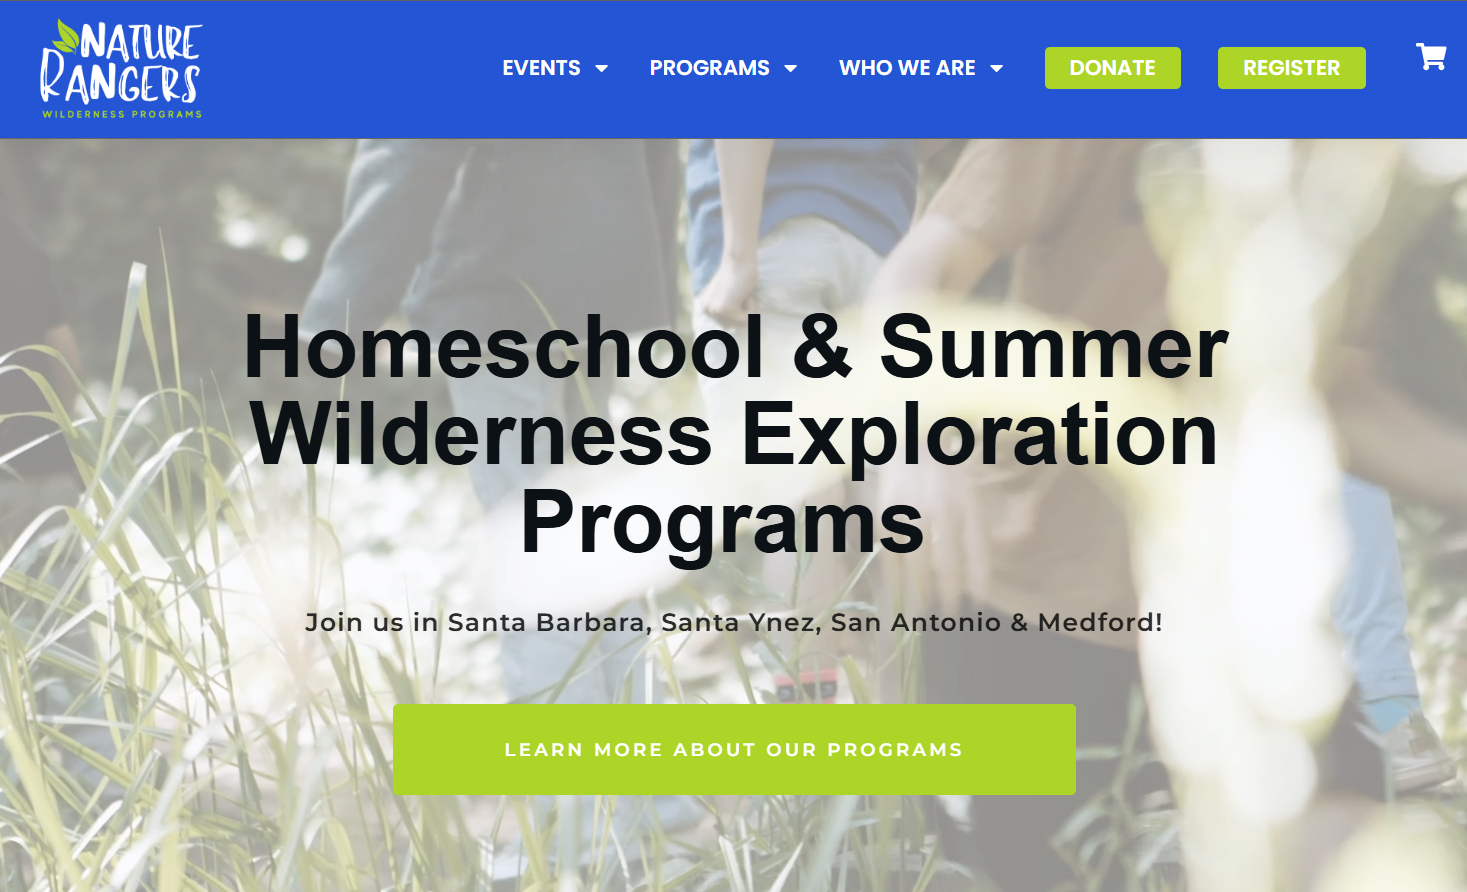 NATURE
RANGERS
WILDERNESS PROGRAMS
EVENTS
PROGRAMS
WHO WE ARE
DONATE
REGISTER
Homeschool & Summer
Wilderness Exploration
Programs
Join us in Santa Barbara, Santa Ynez, San Antonio & Medford!
LEARN MORE ABOUT OUR PROGRAMS